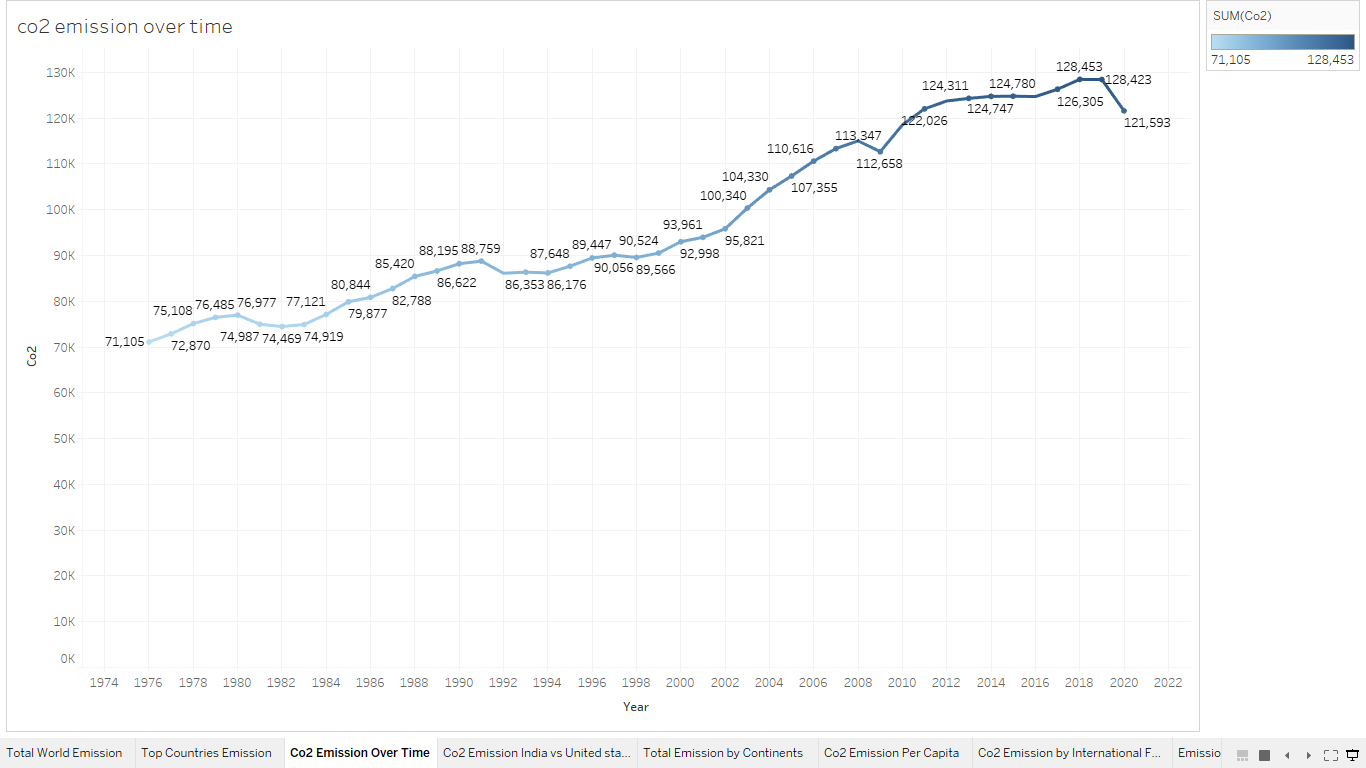 co2 emission over time
SUM(Co2)
71,105 128,453
130K
120K
110K
100K
90K
80K
70K
60K
50K
40K
30K
20K
10K
0K
Co2
71,105
72,870
75,108
76,485
76,977
74,987
74,469
74,919
77,121
79,877
80,844
82,788
85,420
86,622
88,195
88,759
86,353
86,176
87,648
89,447
90,056
89,566
90,524
92,998
93,961
95,821
100,340
104,330
107,355
110,616
113,347
112,658
122,026
124,311
124,747
124,780
126,305
128,453
128,423
121,593
1974 1976 1978 1980 1982 1984 1986 1988 1990 1992 1994 1996 1998 2000 2002 2004 2006 2008 2010 2012 2014 2016 2018 2020 2022
Year
Total World Emission Top Countries Emission Co2 Emission Over Time Co2 Emission India vs United sta... Total Emission by Continents Co2 Emission Per Capita Co2 Emission by International F... Emissio